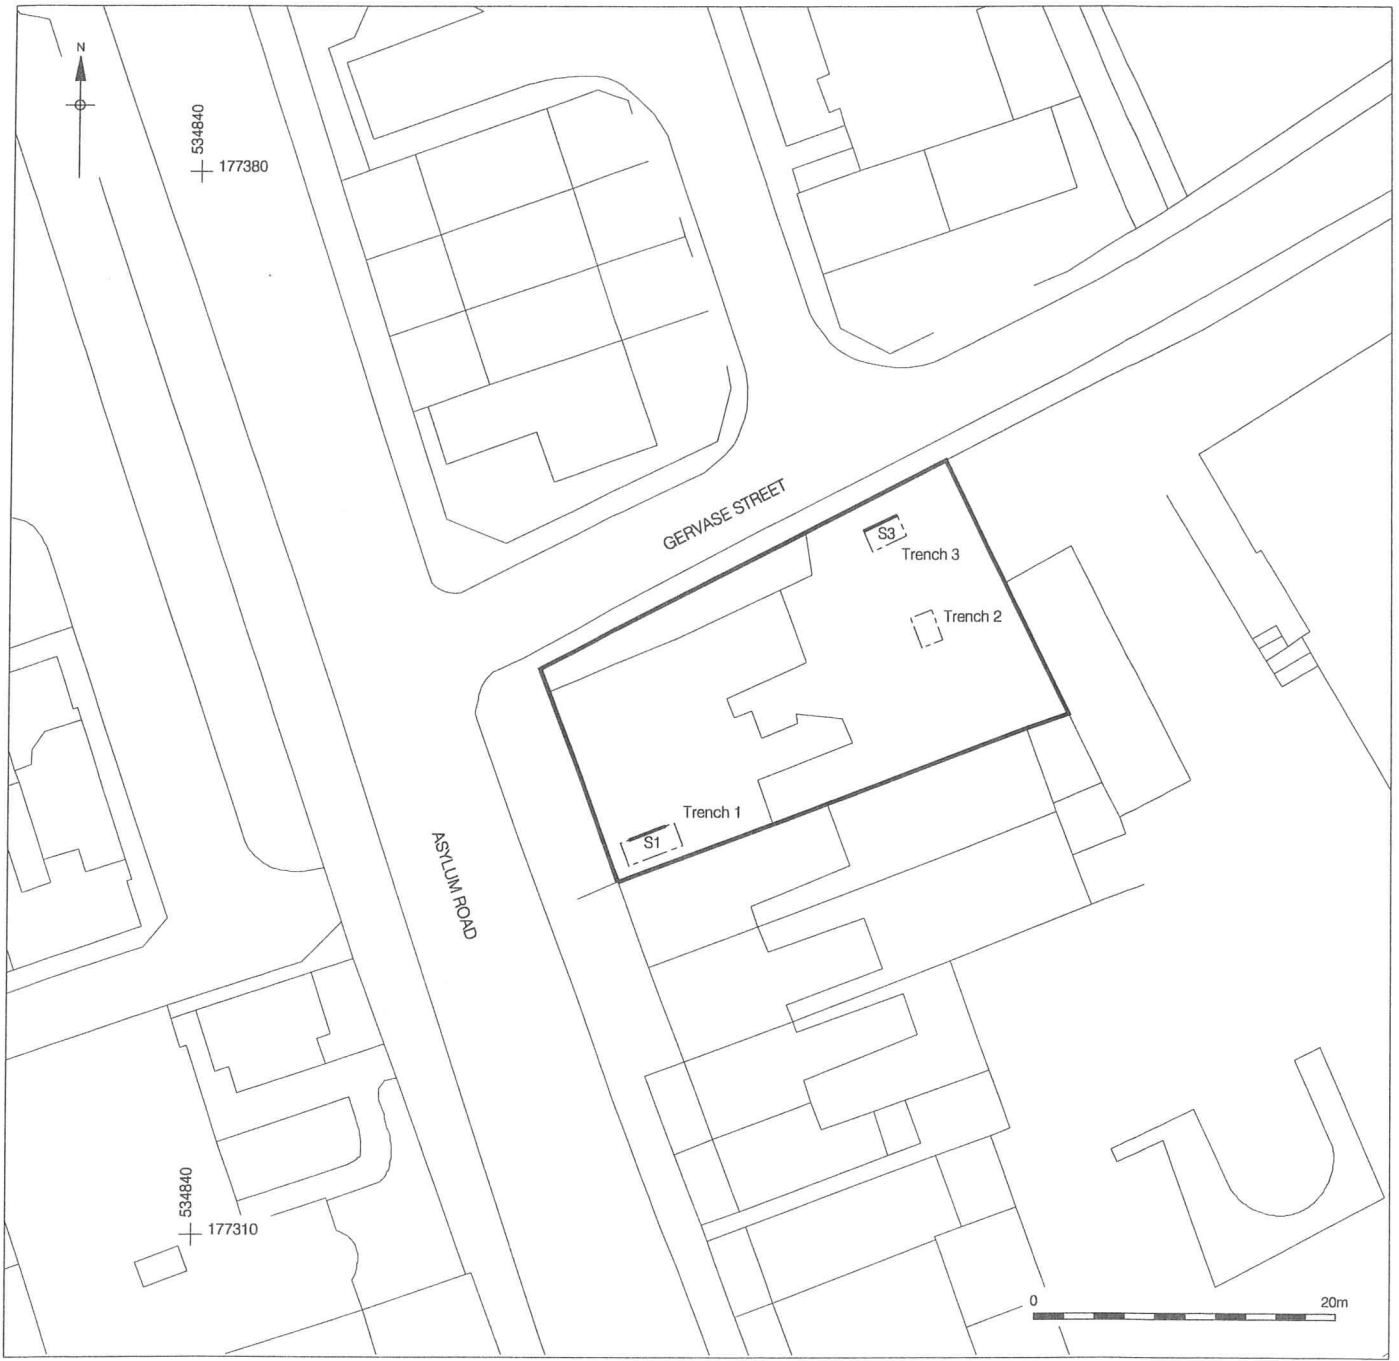 N
534840
177380
GERVASE STREET
S3
Trench 3
Trench 2
Trench 1
S1
ASYLUM ROAD
534840
177310
0
20m